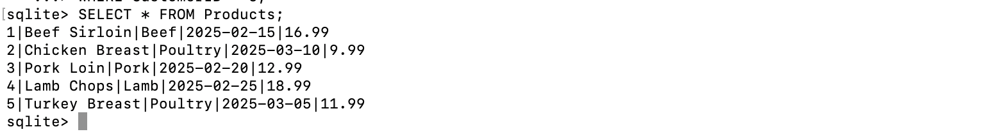 sqlite> SELECT * FROM Products;
1|Beef Sirloin|Beef|2025-02-15|16.99
2|Chicken Breast|Poultry|2025-03-10|9.99
3|Pork Loin|Pork|2025-02-20|12.99
4|Lamb Chops|Lamb|2025-02-25|18.99
5|Turkey Breast|Poultry|2025-03-05|11.99
sqlite>